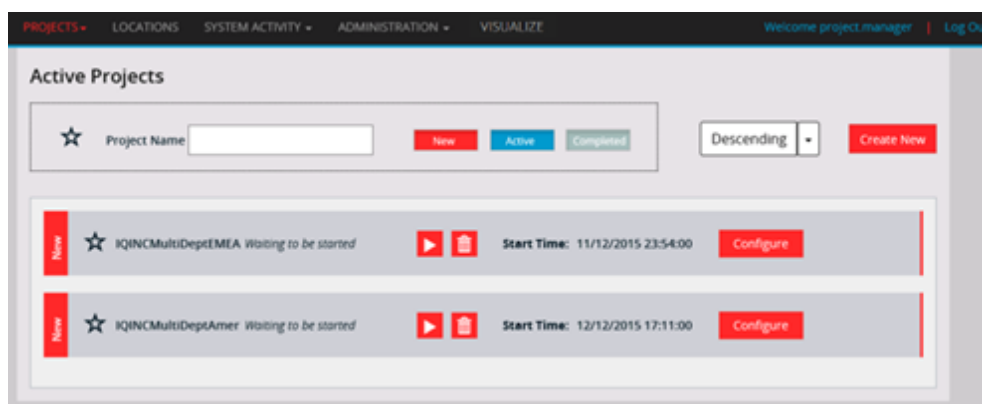 PROJECTS LOCATIONS SYSTEM ACTIVITY ADMINISTRATION VISUALIZE Welcome project.manager | Log Ou
Active Projects
Project Name New Active Completed Descending Create New
New IQINCMultiDeptEMEA Waiting to be started Start Time: 11/12/2015 23:54:00 Configure
New IQINCMultiDeptAmer Waiting to be started Start Time: 12/12/2015 17:11:00 Configure